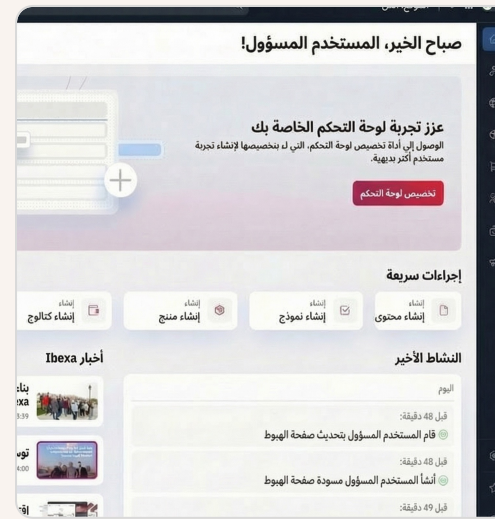 صباح الخير، المستخدم المسؤول!
عزز تجربة لوحة التحكم الخاصة بك
الوصول إلى أداة تخصيص لوحة التحكم، التي لـ بتخصيصها لإنشاء تجربة
مستخدم أكثر بديهية.
تخصيص لوحة التحكم
إجراءات سريعة
إنشاء
إنشاء محتوى
إنشاء
إنشاء نموذج
إنشاء
إنشاء منتج
إنشاء
إنشاء كتالوج
النشاط الأخير
اليوم
قبل 48 دقيقة:
قام المستخدم المسؤول بتحديث صفحة الهبوط
قبل 48 دقيقة:
أنشأ المستخدم المسؤول مسودة صفحة الهبوط
قبل 49 دقيقة:
أخبار Ibexa